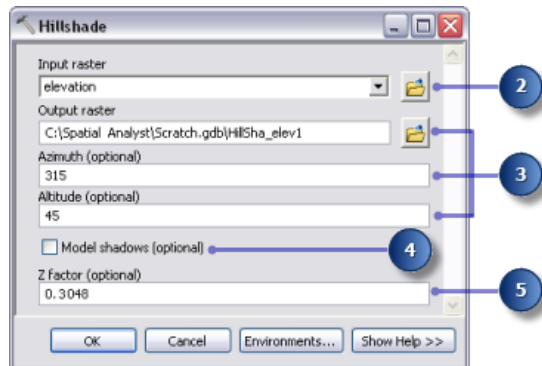 Hillshade
Input raster
elevation
2
Output raster
C:\Spatial Analyst\Scratch.gdb\HillSha_elev1
Azimuth (optional)
315
3
Altitude (optional)
45
Model shadows (optional)
4
Z factor (optional)
0.3048
5
OK Cancel Environments... Show Help >>